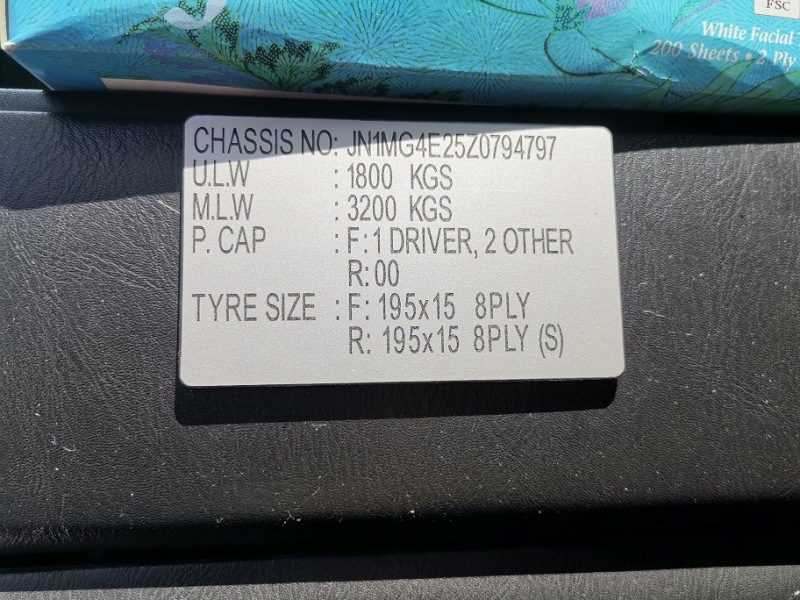 FSC
White Facial
200 Sheets • 2 Ply
CHASSIS NO: JN1MG4E25Z0794797
U.L.W : 1800 KGS
M.L.W : 3200 KGS
P. CAP : F: 1 DRIVER, 2 OTHER
R: 00
TYRE SIZE : F: 195x15 8PLY
R: 195x15 8PLY (S)